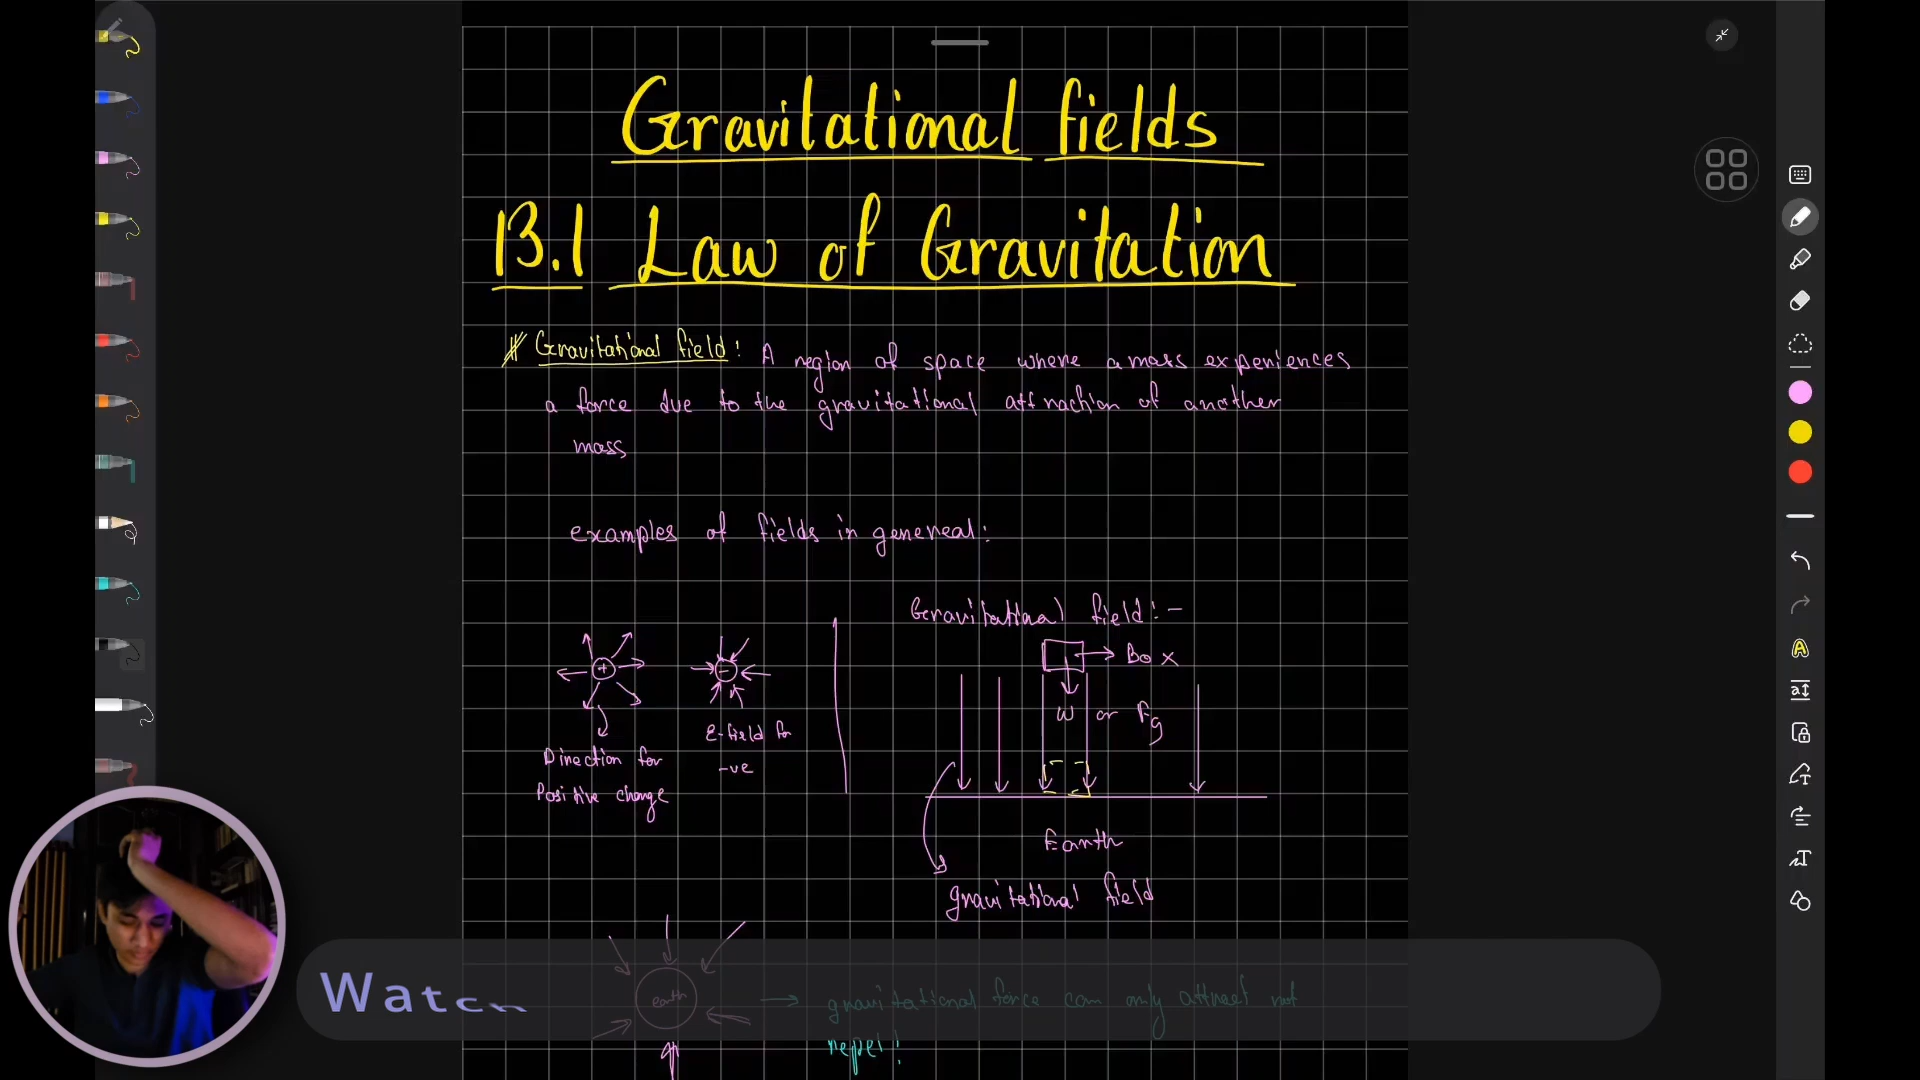 Gravitational fields
13.1 Law of Gravitation
# Gravitational field: A region of space where a mass experiences
a force due to the gravitational attraction of another
mass
examples of fields in genereal:
Gravitational field:-
+
-
Box
W or Fg
E-field for
-ve
Direction for
Positive charge
Earth
gravitational field
earth
→ gravitational force can only attract not
repel!
Watch